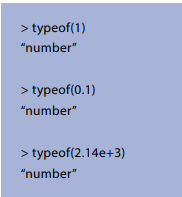 > typeof(1)
“number”
> typeof(0.1)
“number”
> typeof(2.14e+3)
“number”